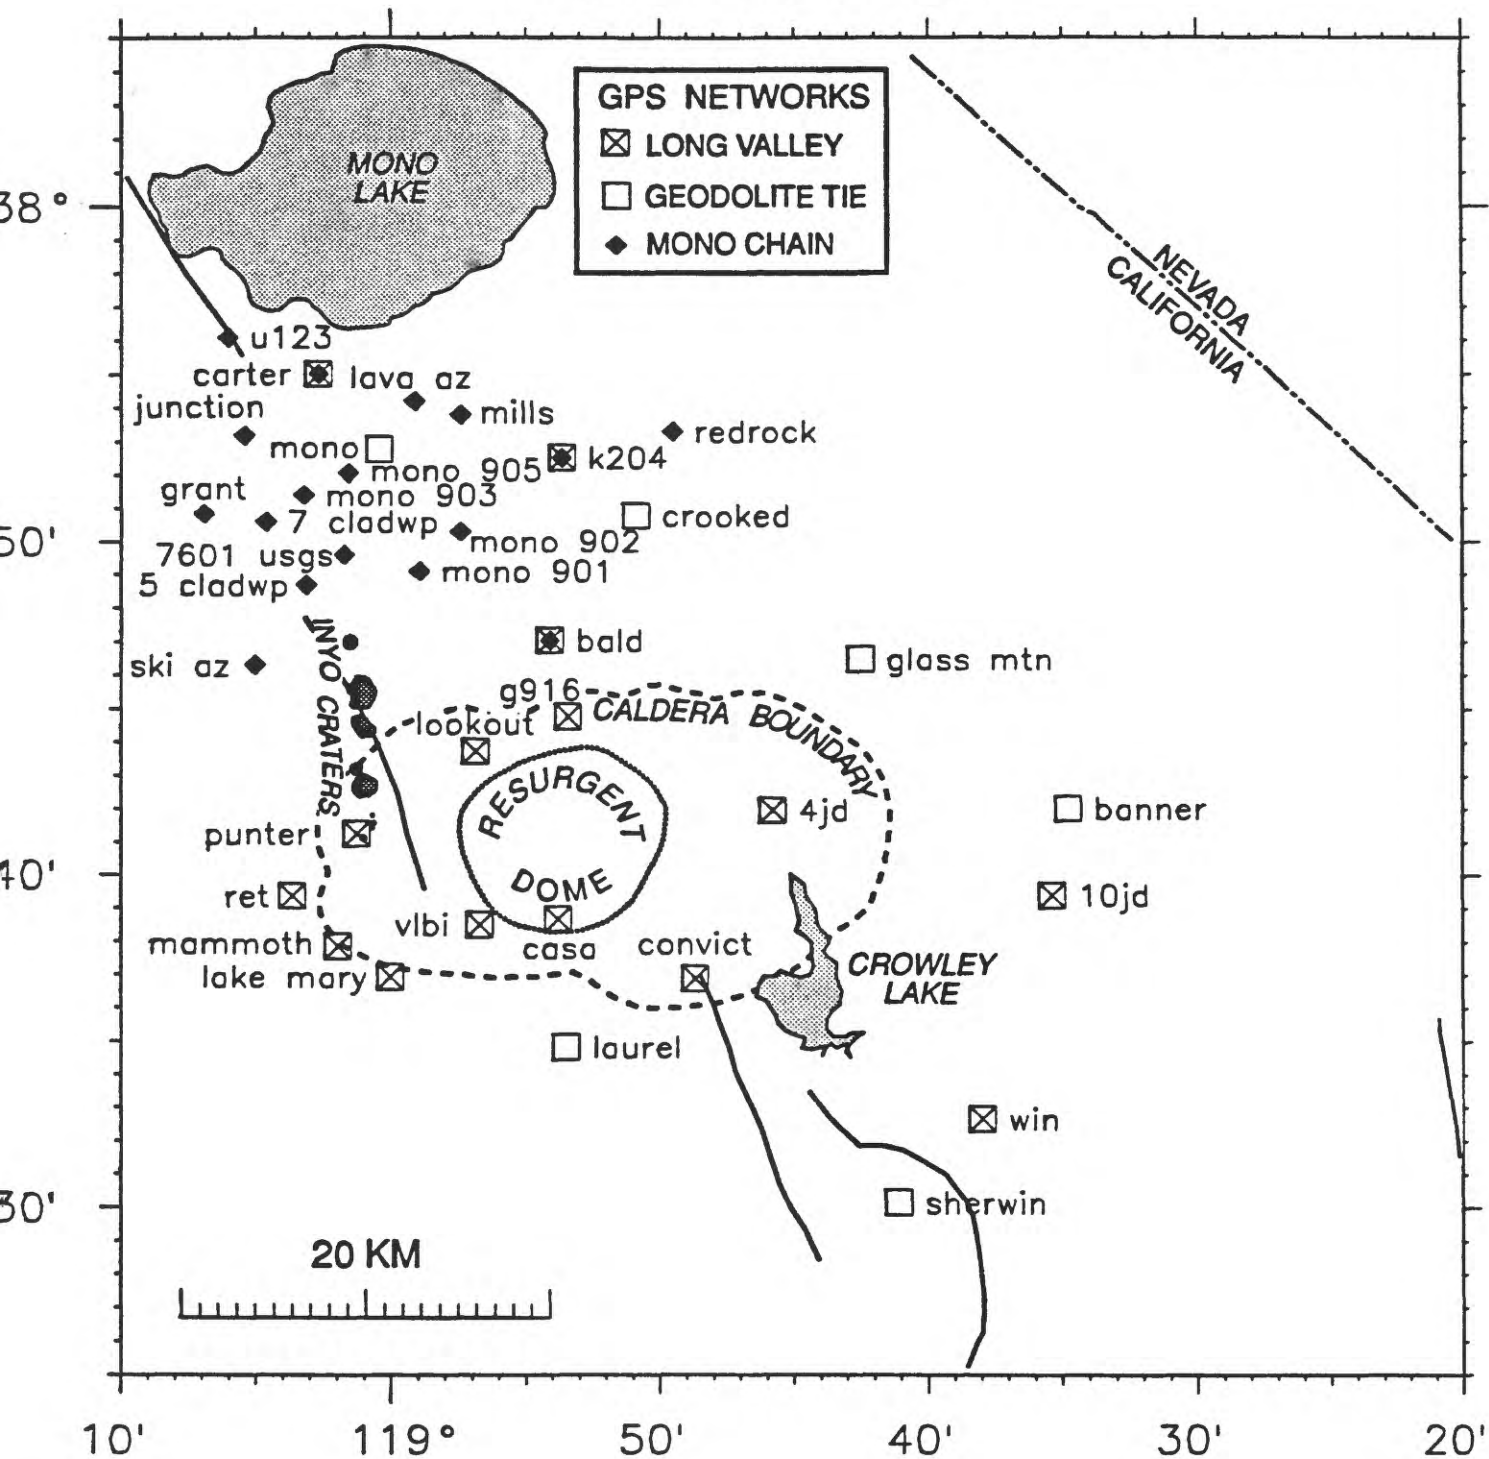 GPS NETWORKS
LONG VALLEY
GEODOLITE TIE
MONO CHAIN
MONO
LAKE
38°
NEVADA
CALIFORNIA
u123
carter
lava az
junction
mills
redrock
mono
k204
mono 905
grant
mono 903
7 cladwp
crooked
50'
mono 902
7601 usgs
mono 901
5 cladwp
INYO CRATERS
bald
ski az
glass mtn
g916
CALDERA BOUNDARY
lookout
RESURGENT
DOME
4jd
banner
punter
40'
ret
10jd
vlbi
casa
convict
mammoth
lake mary
CROWLEY
LAKE
laurel
win
30'
sherwin
20 KM
10'
119°
50'
40'
30'
20'